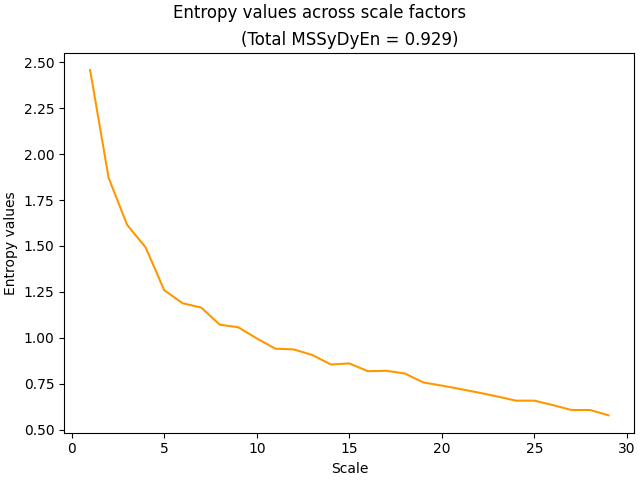 Entropy values across scale factors
(Total MSSyDyEn = 0.929)
2.50
2.25
2.00
1.75
1.50
1.25
1.00
0.75
0.50
Entropy values
0 5 10 15 20 25 30
Scale